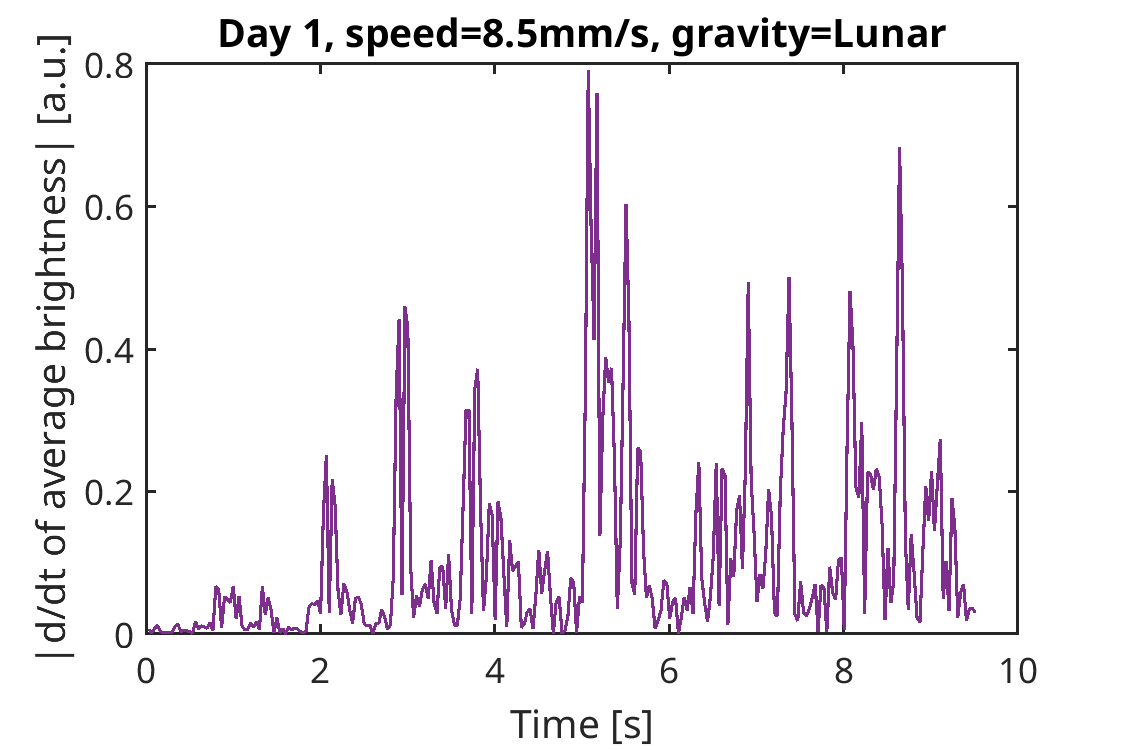 Day 1, speed=8.5mm/s, gravity=Lunar
|d/dt of average brightness| [a.u.]
0.8
0.6
0.4
0.2
0
0 2 4 6 8 10
Time [s]